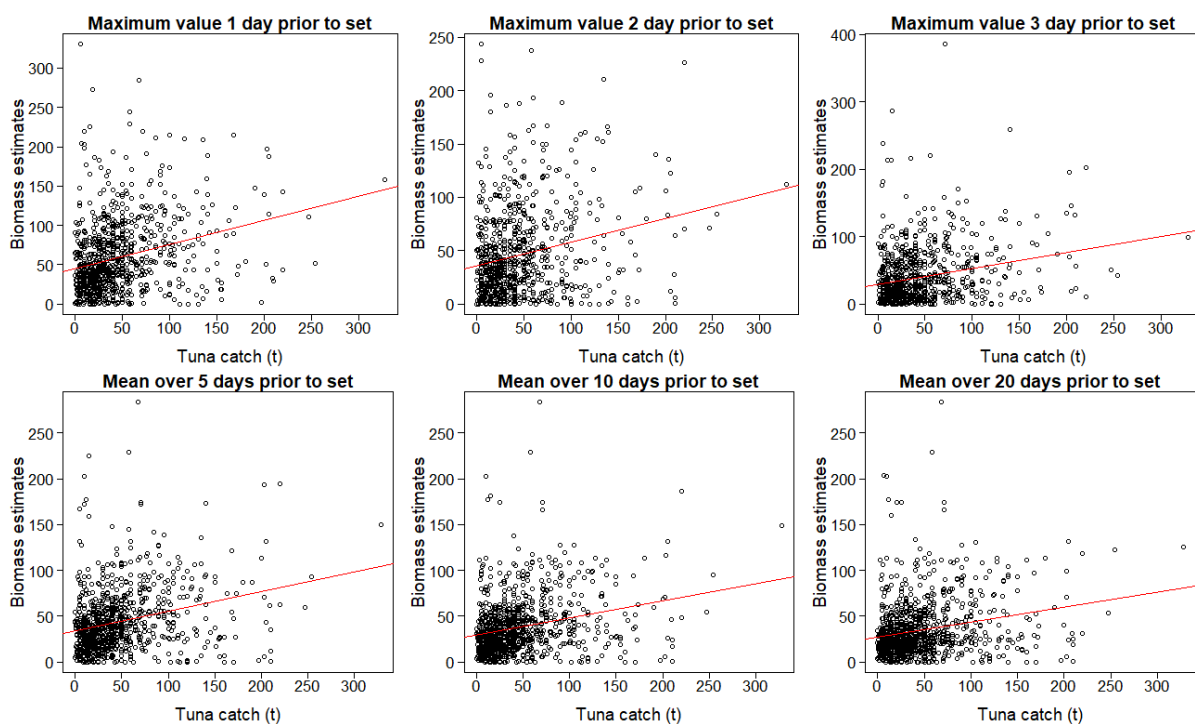 Maximum value 1 day prior to set
Maximum value 2 day prior to set
Maximum value 3 day prior to set
Biomass estimates
300
250
200
150
100
50
0
0 50 100 150 200 250 300
Tuna catch (t)
Biomass estimates
250
200
150
100
50
0
0 50 100 150 200 250 300
Tuna catch (t)
Biomass estimates
400
300
200
100
0
0 50 100 150 200 250 300
Tuna catch (t)
Mean over 5 days prior to set
Mean over 10 days prior to set
Mean over 20 days prior to set
Biomass estimates
250
200
150
100
50
0
0 50 100 150 200 250 300
Tuna catch (t)
Biomass estimates
250
200
150
100
50
0
0 50 100 150 200 250 300
Tuna catch (t)
Biomass estimates
250
200
150
100
50
0
0 50 100 150 200 250 300
Tuna catch (t)